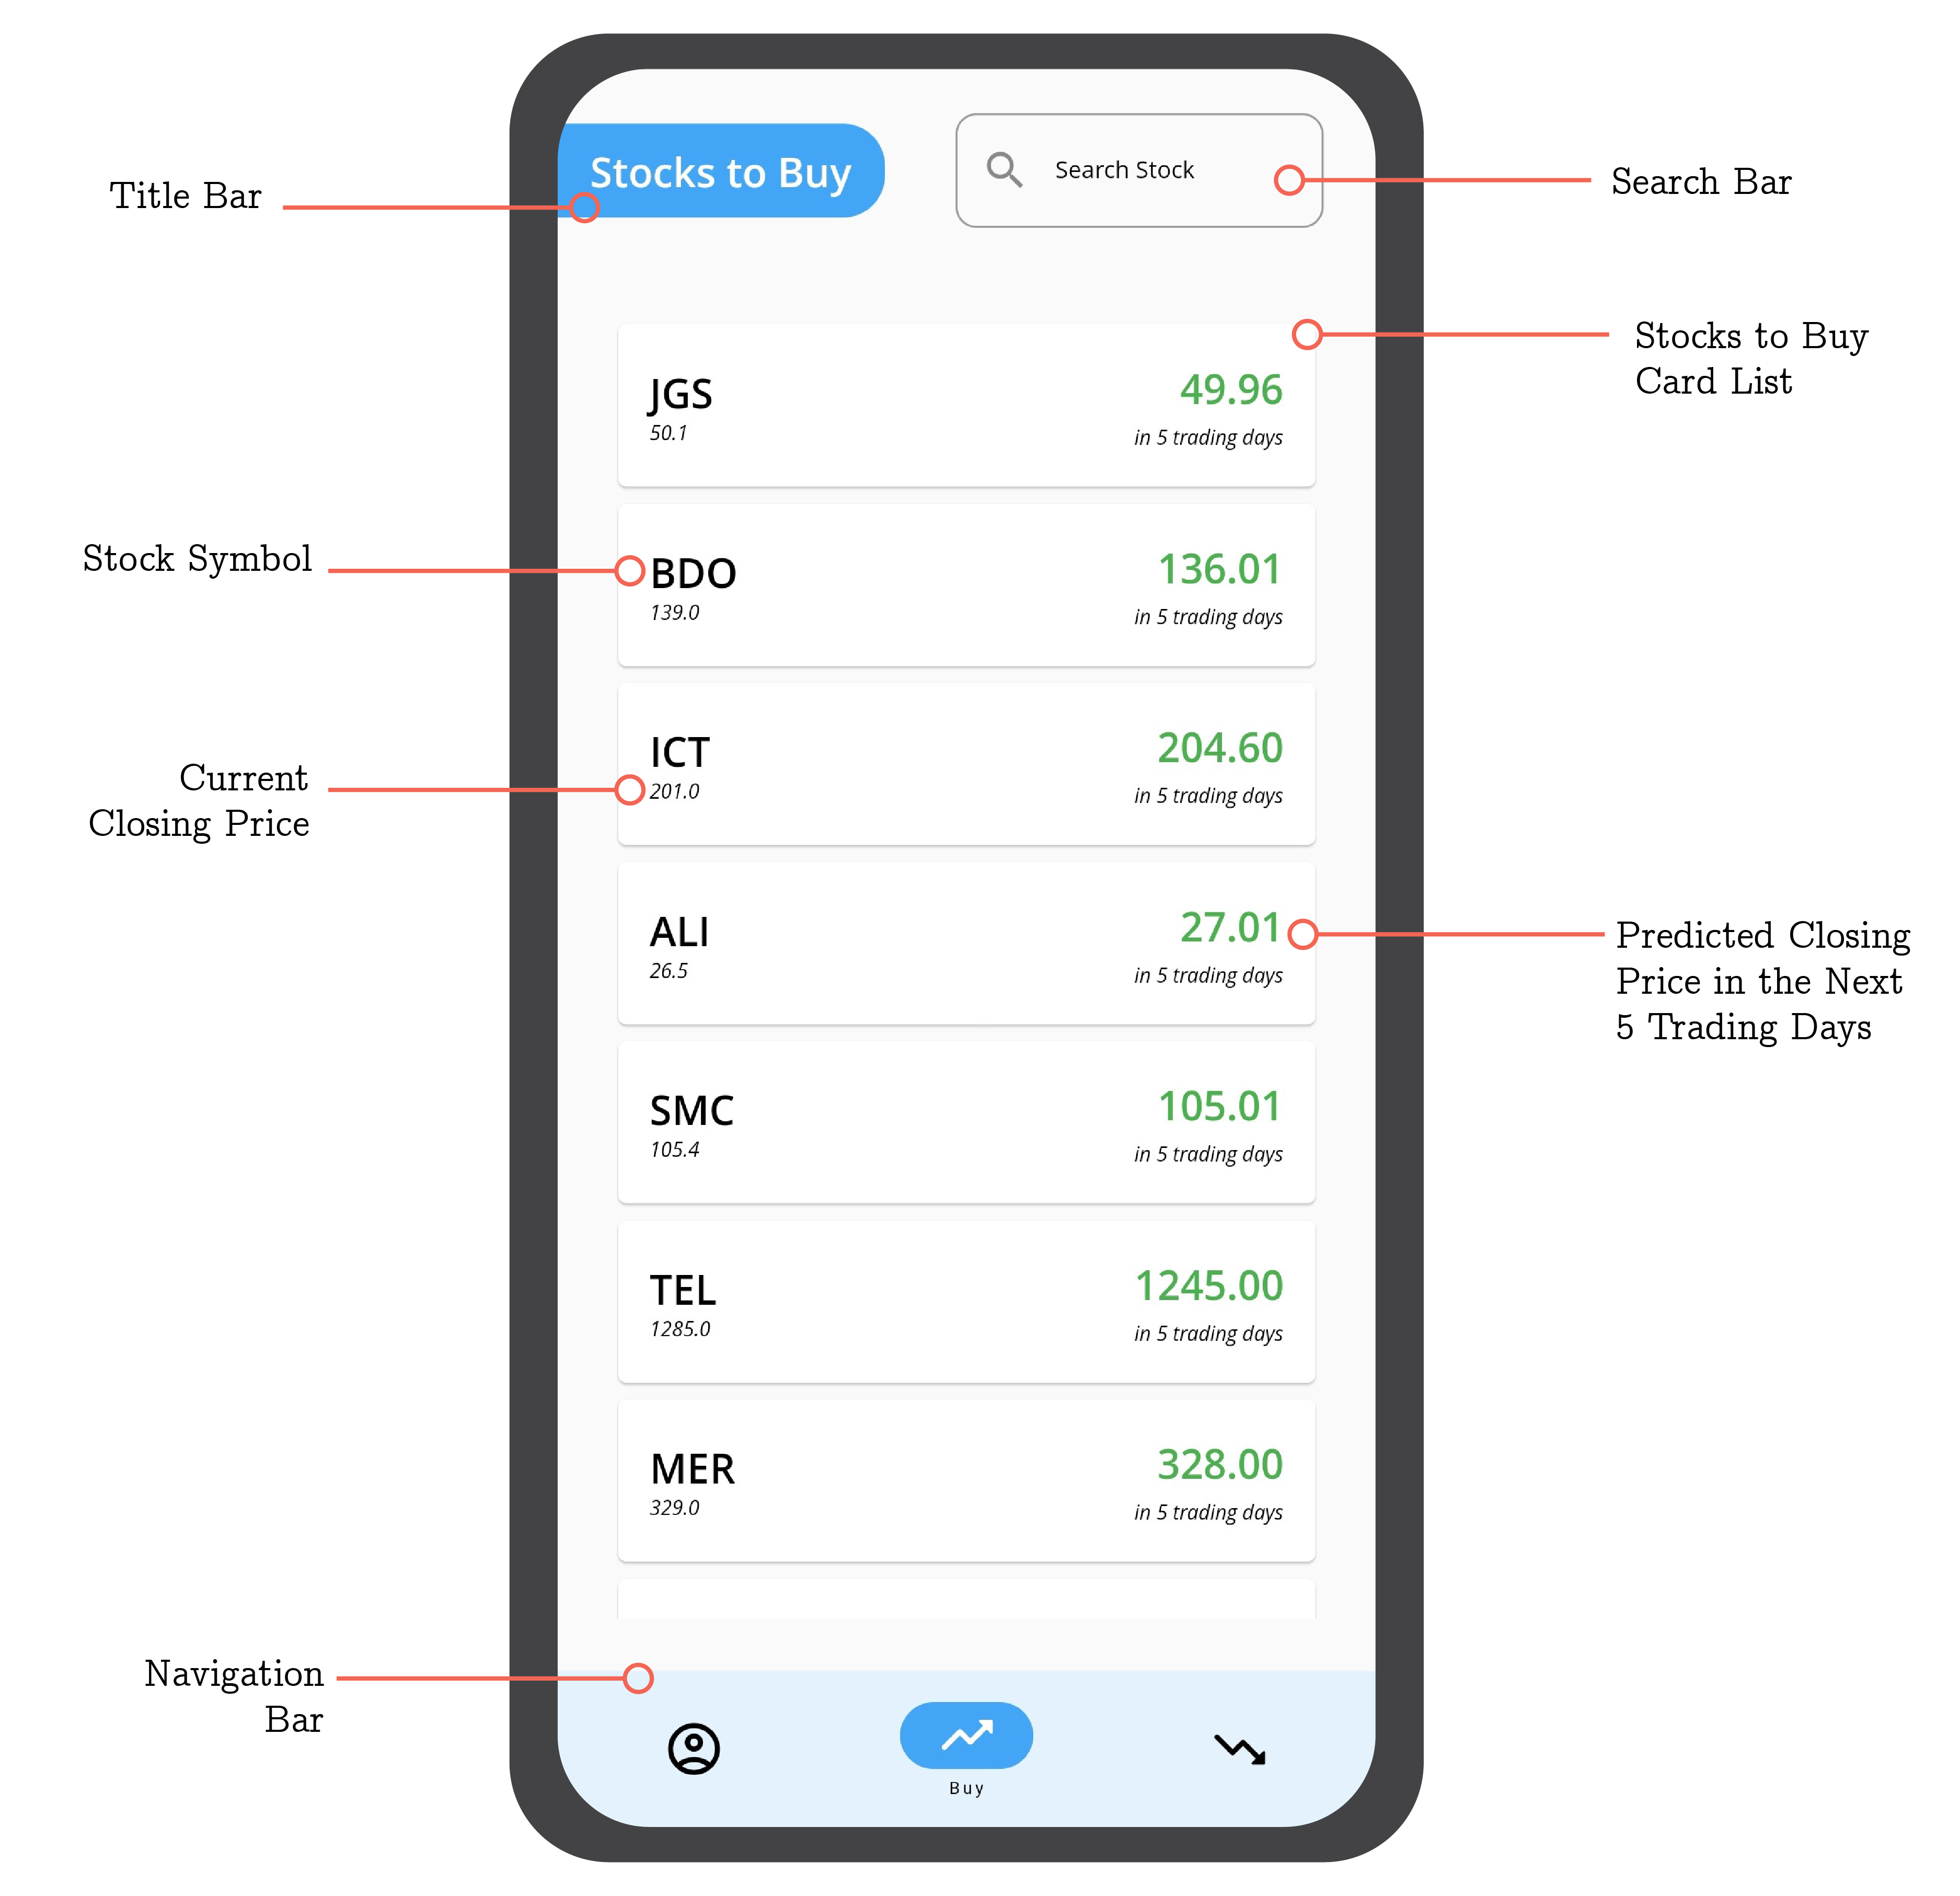 Stocks to Buy
Search Stock
Title Bar
Search Bar
Stocks to Buy
Card List
JGS
49.96
50.1
in 5 trading days
Stock Symbol
BDO
136.01
139.0
in 5 trading days
Current
Closing Price
ICT
204.60
201.0
in 5 trading days
ALI
27.01
26.5
in 5 trading days
Predicted Closing
Price in the Next
5 Trading Days
SMC
105.01
105.4
in 5 trading days
TEL
1245.00
1285.0
in 5 trading days
MER
328.00
329.0
in 5 trading days
Navigation
Bar
Buy